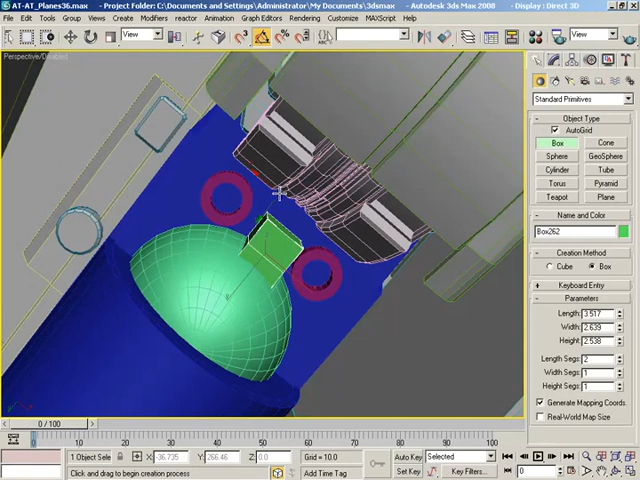 AT-AT_Planes36.max - Project Folder: C:\Documents and Settings\Administrator\My Documents\3dsmax - Autodesk 3ds Max 2008 - Display : Direct 3D
File Edit Tools Group Views Create Modifiers reactor Animation Graph Editors Rendering Customize MAXScript Help
View
View
Perspective/Disabled
Standard Primitives
Object Type
AutoGrid
Box Cone
Sphere GeoSphere
Cylinder Tube
Torus Pyramid
Teapot Plane
Name and Color
Box262
Creation Method
Cube Box
Keyboard Entry
Parameters
Length: 3.517
Width: 2.639
Height: 2.538
Length Segs: 2
Width Segs: 1
Height Segs: 1
Generate Mapping Coords.
Real-World Map Size
0 / 100
0 10 20 30 40 50 60 70 80 90 100
1 Object Sele X: -36.735 Y: 266.46 Z: 0.0 Grid = 10.0 Auto Key Selected
Click and drag to begin creation process Add Time Tag Set Key Key Filters... 0